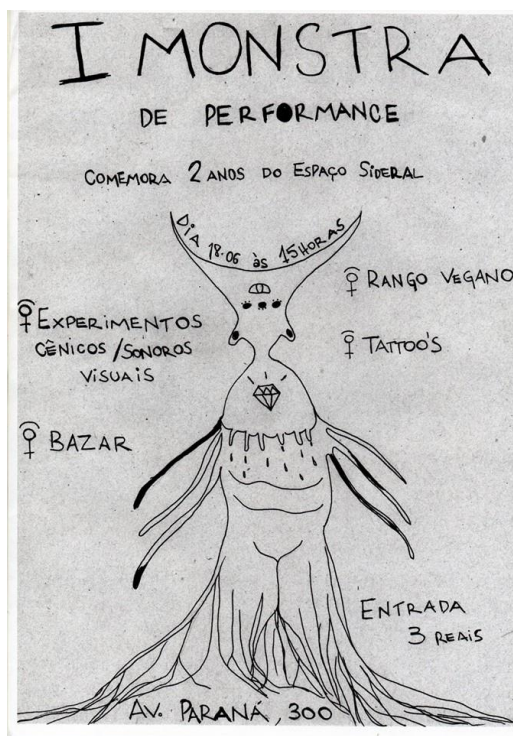 I MONSTRA
DE PERFORMANCE
COMEMORA 2 ANOS DO ESPAÇO SIDERAL
DIA 18.06 às 15HORAS
RANGO VEGANO
EXPERIMENTOS
CÊNICOS /SONOROS
VISUAIS
TATTOO'S
BAZAR
ENTRADA
3 REAIS
AV. PARANÁ, 300